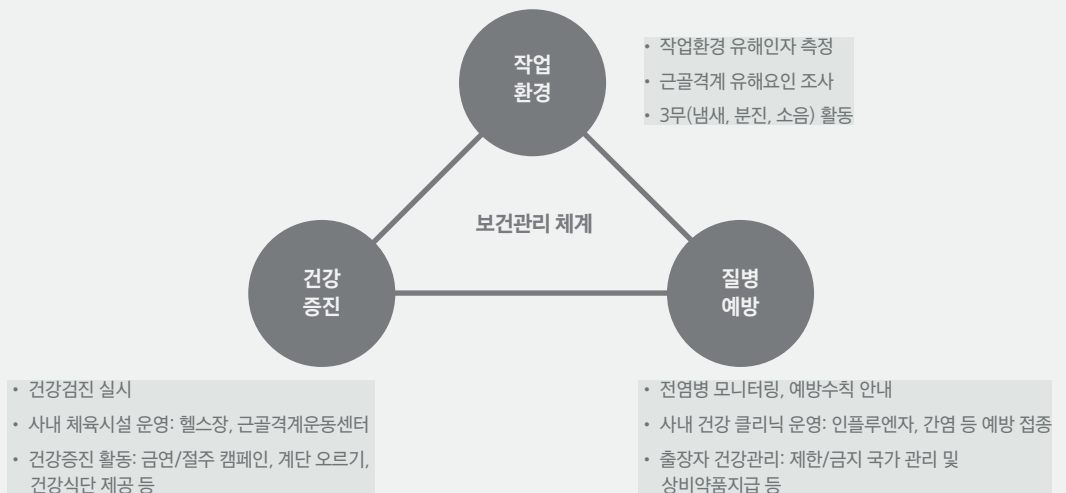 작업
환경
• 작업환경 유해인자 측정
• 근골격계 유해요인 조사
• 3무(냄새, 분진, 소음) 활동
보건관리 체계
건강
증진
질병
예방
• 건강검진 실시
• 사내 체육시설 운영: 헬스장, 근골격계운동센터
• 건강증진 활동: 금연/절주 캠페인, 계단 오르기,
건강식단 제공 등
• 전염병 모니터링, 예방수칙 안내
• 사내 건강 클리닉 운영: 인플루엔자, 간염 등 예방 접종
• 출장자 건강관리: 제한/금지 국가 관리 및
상비약품지급 등